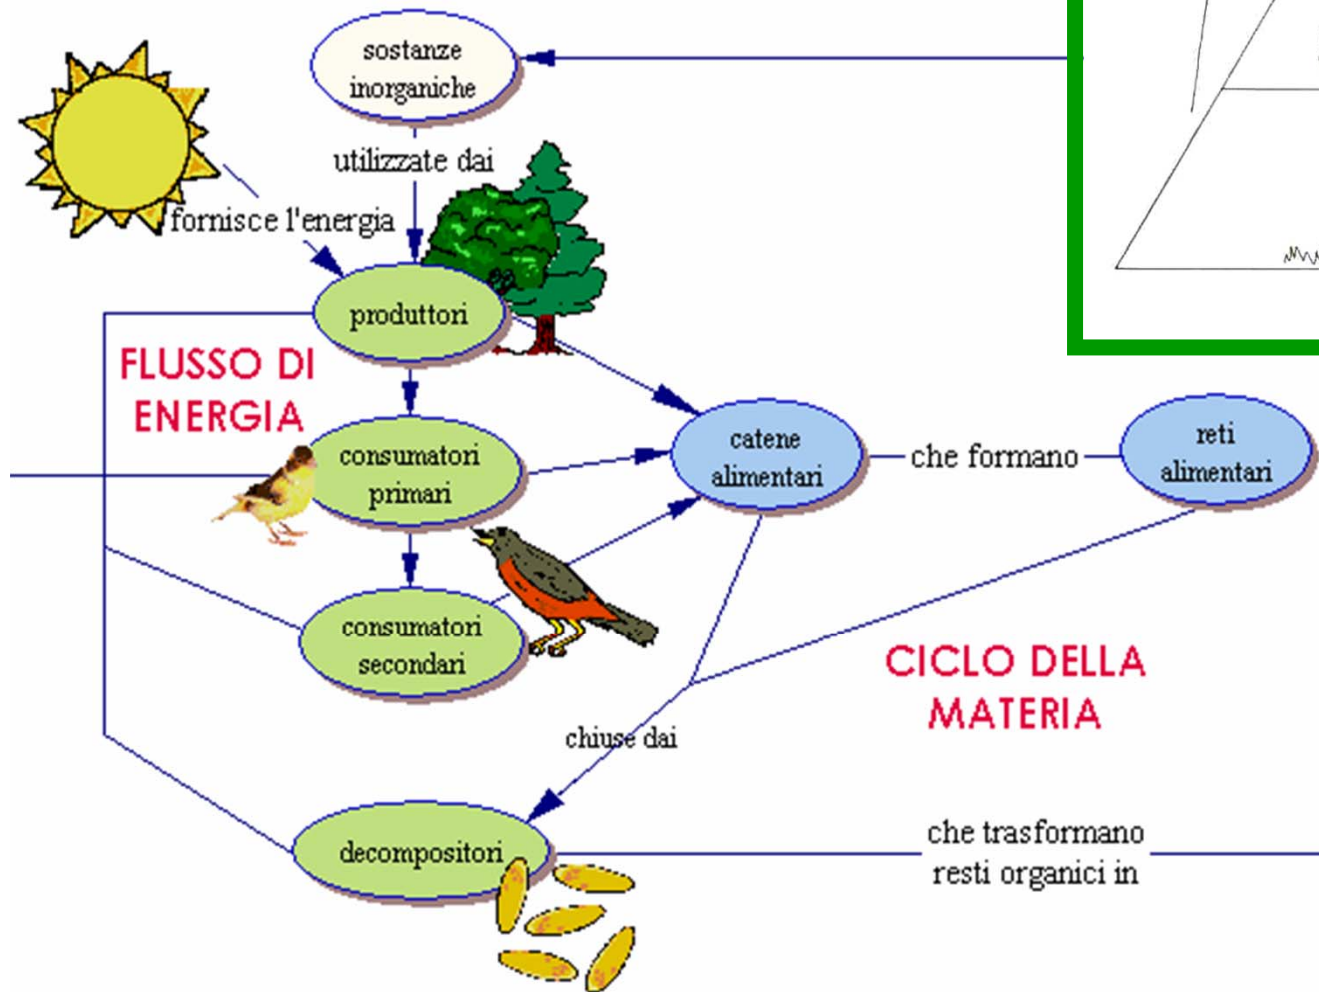 sostanze
inorganiche
utilizzate dai
fornisce l'energia
produttori
FLUSSO DI
ENERGIA
consumatori
primari
catene
alimentari
che formano
reti
alimentari
consumatori
secondari
CICLO DELLA
MATERIA
chiuse dai
decompositori
che trasformano
resti organici in